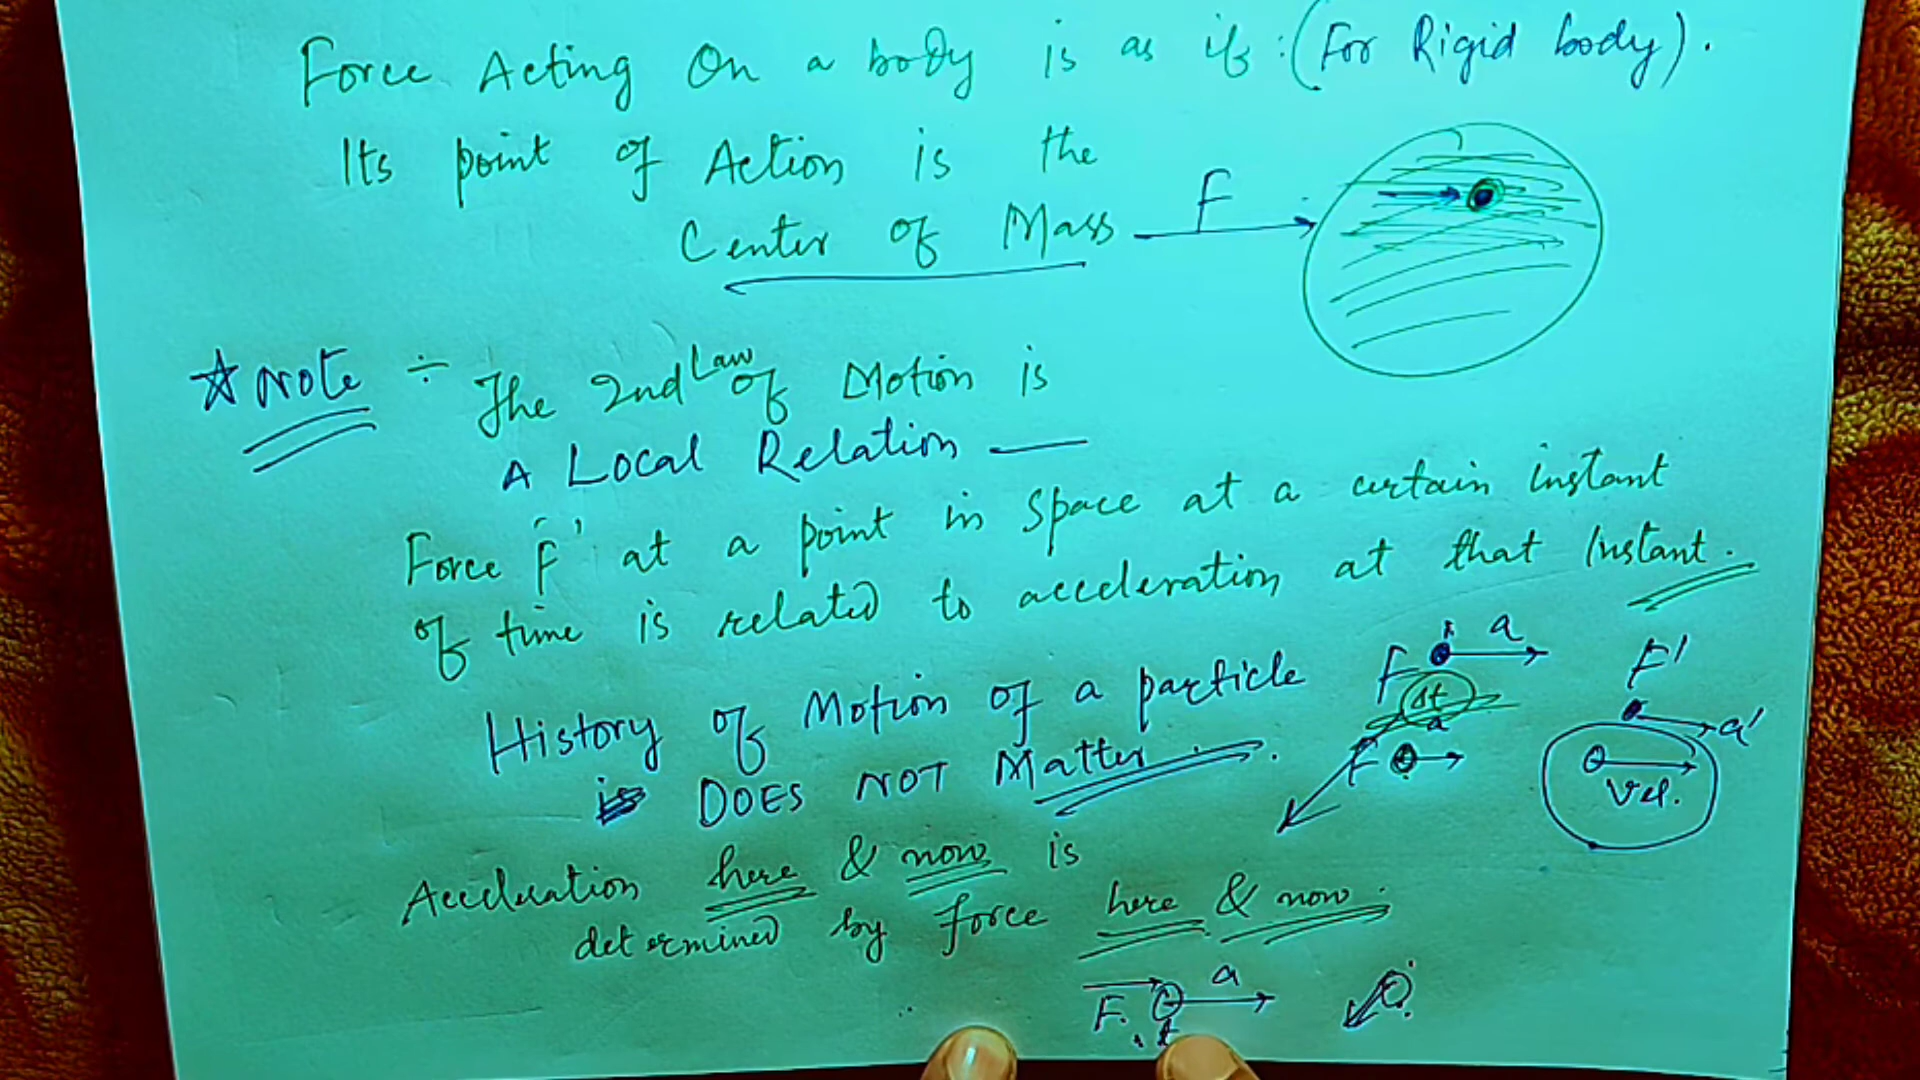 Force Acting On a body is as if : (For Rigid body).
Its point of Action is the
Center of Mass
F
☆ Note ÷ The 2nd Law of Motion is
A Local Relation —
Force 'F' at a point in Space at a certain instant
of time is related to acceleration at that Instant.
F a F'
History of Motion of a particle
Δt a a'
DOES NOT Matter.
F vel.
Acceleration here & now is
determined by force here & now.
F. a
t